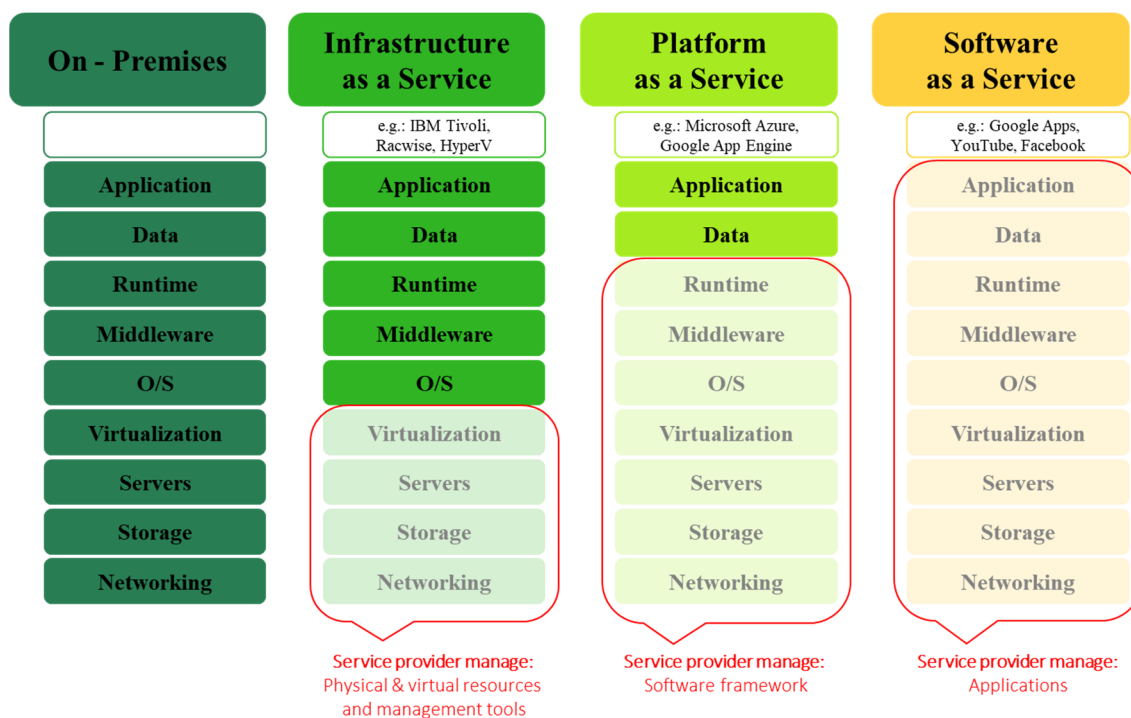 On - Premises
Application
Data
Runtime
Middleware
O/S
Virtualization
Servers
Storage
Networking
Infrastructure
as a Service
e.g.: IBM Tivoli,
Racwise, HyperV
Application
Data
Runtime
Middleware
O/S
Virtualization
Servers
Storage
Networking
Service provider manage:
Physical & virtual resources
and management tools
Platform
as a Service
e.g.: Microsoft Azure,
Google App Engine
Application
Data
Runtime
Middleware
O/S
Virtualization
Servers
Storage
Networking
Service provider manage:
Software framework
Software
as a Service
e.g.: Google Apps,
YouTube, Facebook
Application
Data
Runtime
Middleware
O/S
Virtualization
Servers
Storage
Networking
Service provider manage:
Applications